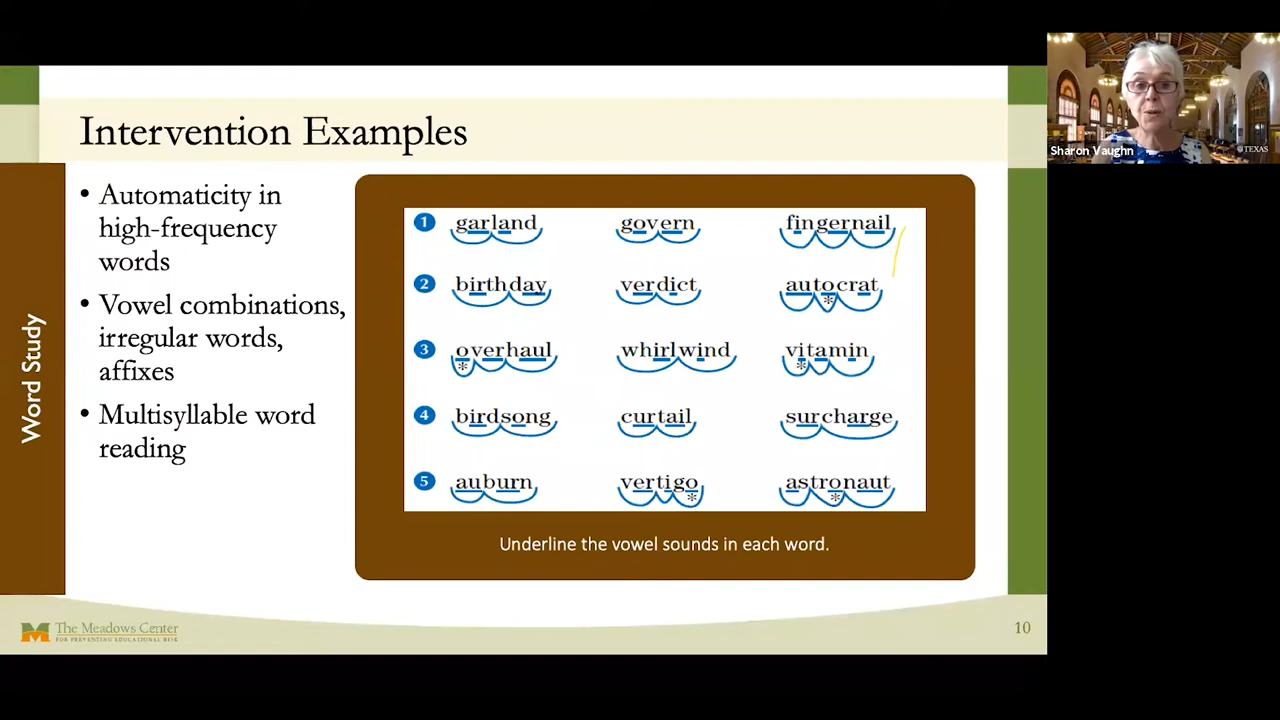 Intervention Examples
Word Study
• Automaticity in
high-frequency
words
• Vowel combinations,
irregular words,
affixes
• Multisyllable word
reading
1 garland govern fingernail
2 birthday verdict autocrat
*
3 overhaul whirlwind vitamin
* *
4 birdsong curtail surcharge
5 auburn vertigo astronaut
* *
Underline the vowel sounds in each word.
The Meadows Center
FOR PREVENTING EDUCATIONAL RISK
10
Sharon Vaughn
TEXAS